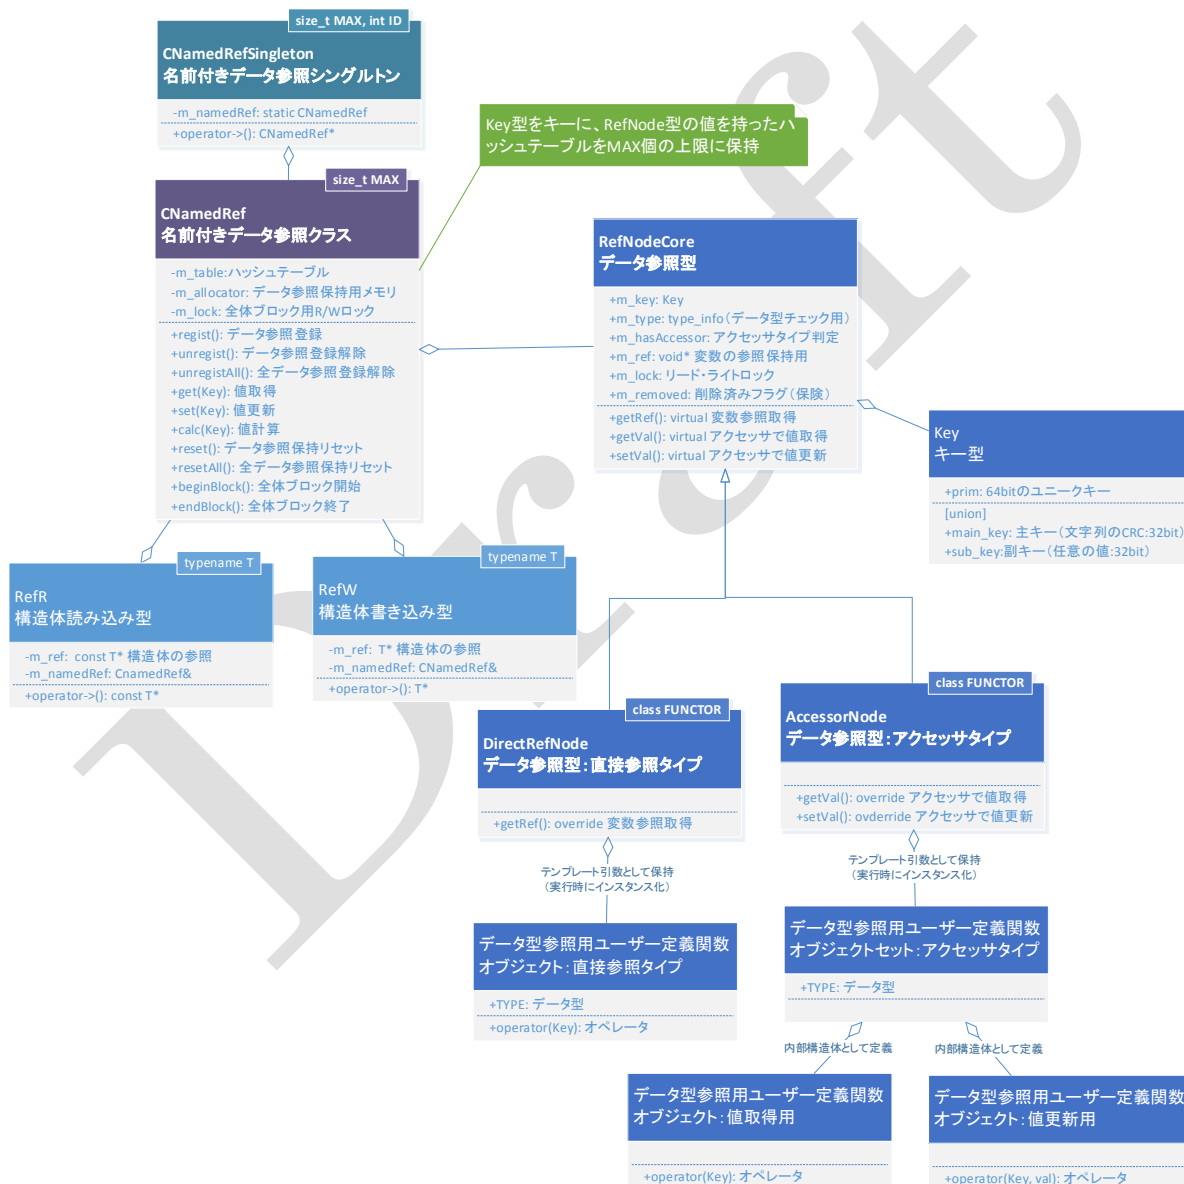 size_t MAX, int ID
CNamedRefSingleton
名前付きデータ参照シングルトン
-m_namedRef: static CNamedRef
+operator->(): CNamedRef*
Key型をキーに、RefNode型の値を持ったハ
ッシュテーブルをMAX個の上限に保持
size_t MAX
CNamedRef
名前付きデータ参照クラス
-m_table:ハッシュテーブル
-m_allocator: データ参照保持用メモリ
-m_lock: 全体ブロック用R/Wロック
+regist(): データ参照登録
+unregist(): データ参照登録解除
+unregistAll(): 全データ参照登録解除
+get(Key): 値取得
+set(Key): 値更新
+calc(Key): 値計算
+reset(): データ参照保持リセット
+resetAll(): 全データ参照保持リセット
+beginBlock(): 全体ブロック開始
+endBlock(): 全体ブロック終了
RefNodeCore
データ参照型
+m_key: Key
+m_type: type_info（データ型チェック用）
+m_hasAccessor: アクセッサタイプ判定
+m_ref: void* 変数の参照保持用
+m_lock: リード・ライトロック
+m_removed: 削除済みフラグ（保険）
+getRef(): virtual 変数参照取得
+getVal(): virtual アクセッサで値取得
+setVal(): virtual アクセッサで値更新
Key
キー型
+prim: 64bitのユニークキー
[union]
+main_key: 主キー（文字列のCRC:32bit）
+sub_key:副キー（任意の値:32bit）
typename T
RefR
構造体読み込み型
-m_ref: const T* 構造体の参照
-m_namedRef: CnamedRef&
+operator->(): const T*
typename T
RefW
構造体書き込み型
-m_ref: T* 構造体の参照
-m_namedRef: CNamedRef&
+operator->(): T*
class FUNCTOR
DirectRefNode
データ参照型：直接参照タイプ
+getRef(): override 変数参照取得
class FUNCTOR
AccessorNode
データ参照型：アクセッサタイプ
+getVal(): override アクセッサで値取得
+setVal(): ovderride アクセッサで値更新
テンプレート引数として保持
（実行時にインスタンス化）
テンプレート引数として保持
（実行時にインスタンス化）
データ型参照用ユーザー定義関数
オブジェクト：直接参照タイプ
+TYPE: データ型
+operator(Key): オペレータ
データ型参照用ユーザー定義関数
オブジェクトセット：アクセッサタイプ
+TYPE: データ型
内部構造体として定義
内部構造体として定義
データ型参照用ユーザー定義関数
オブジェクト：値取得用
+operator(Key): オペレータ
データ型参照用ユーザー定義関数
オブジェクト：値更新用
+operator(Key, val): オペレータ
Draft